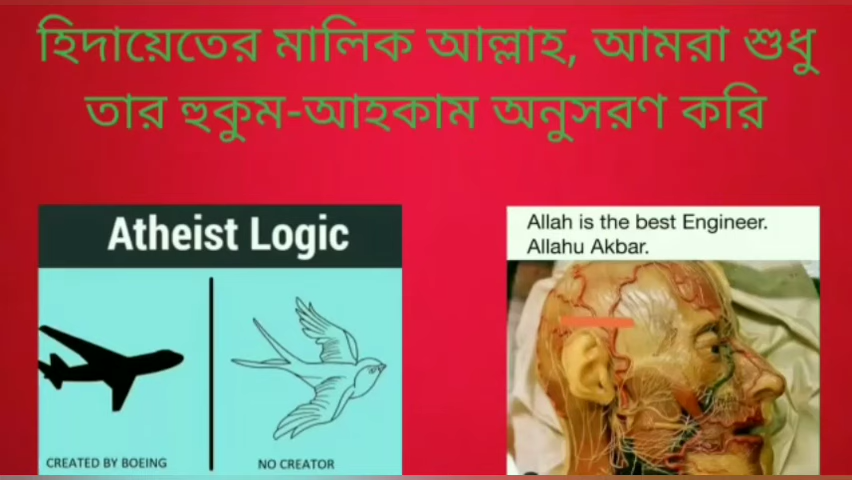 হিদায়েতের মালিক আল্লাহ, আমরা শুধু
তার হুকুম-আহকাম অনুসরণ করি
Atheist Logic
CREATED BY BOEING
NO CREATOR
Allah is the best Engineer.
Allahu Akbar.